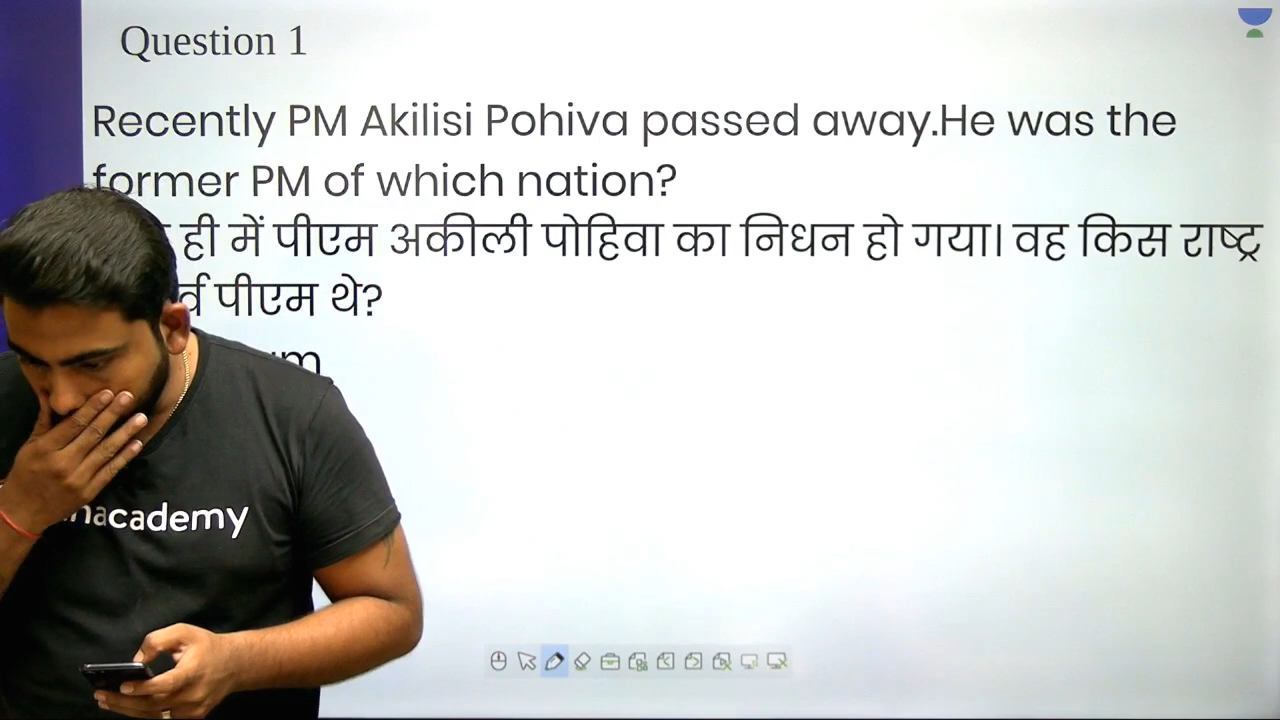 Question 1
Recently PM Akilisi Pohiva passed away.He was the
former PM of which nation?
ही में पीएम अकीली पोहिवा का निधन हो गया। वह किस राष्ट्र
पीएम थे?
academy